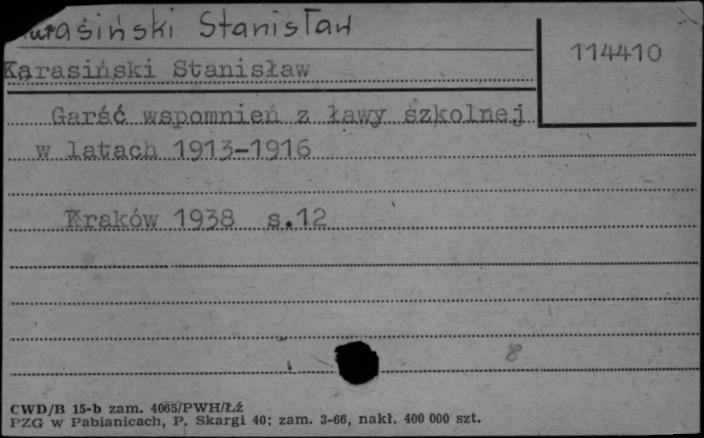 Karasiński Stanisław
114410
Karasiński Stanisław
Garść wspomnień z ławy szkolnej
w latach 1913-1916
Kraków 1938 s.12
8
CWD/B 15-b zam. 4065/PWH/Łź
PZG w Pabianicach, P. Skargi 40; zam. 3-66, nakł. 400 000 szt.